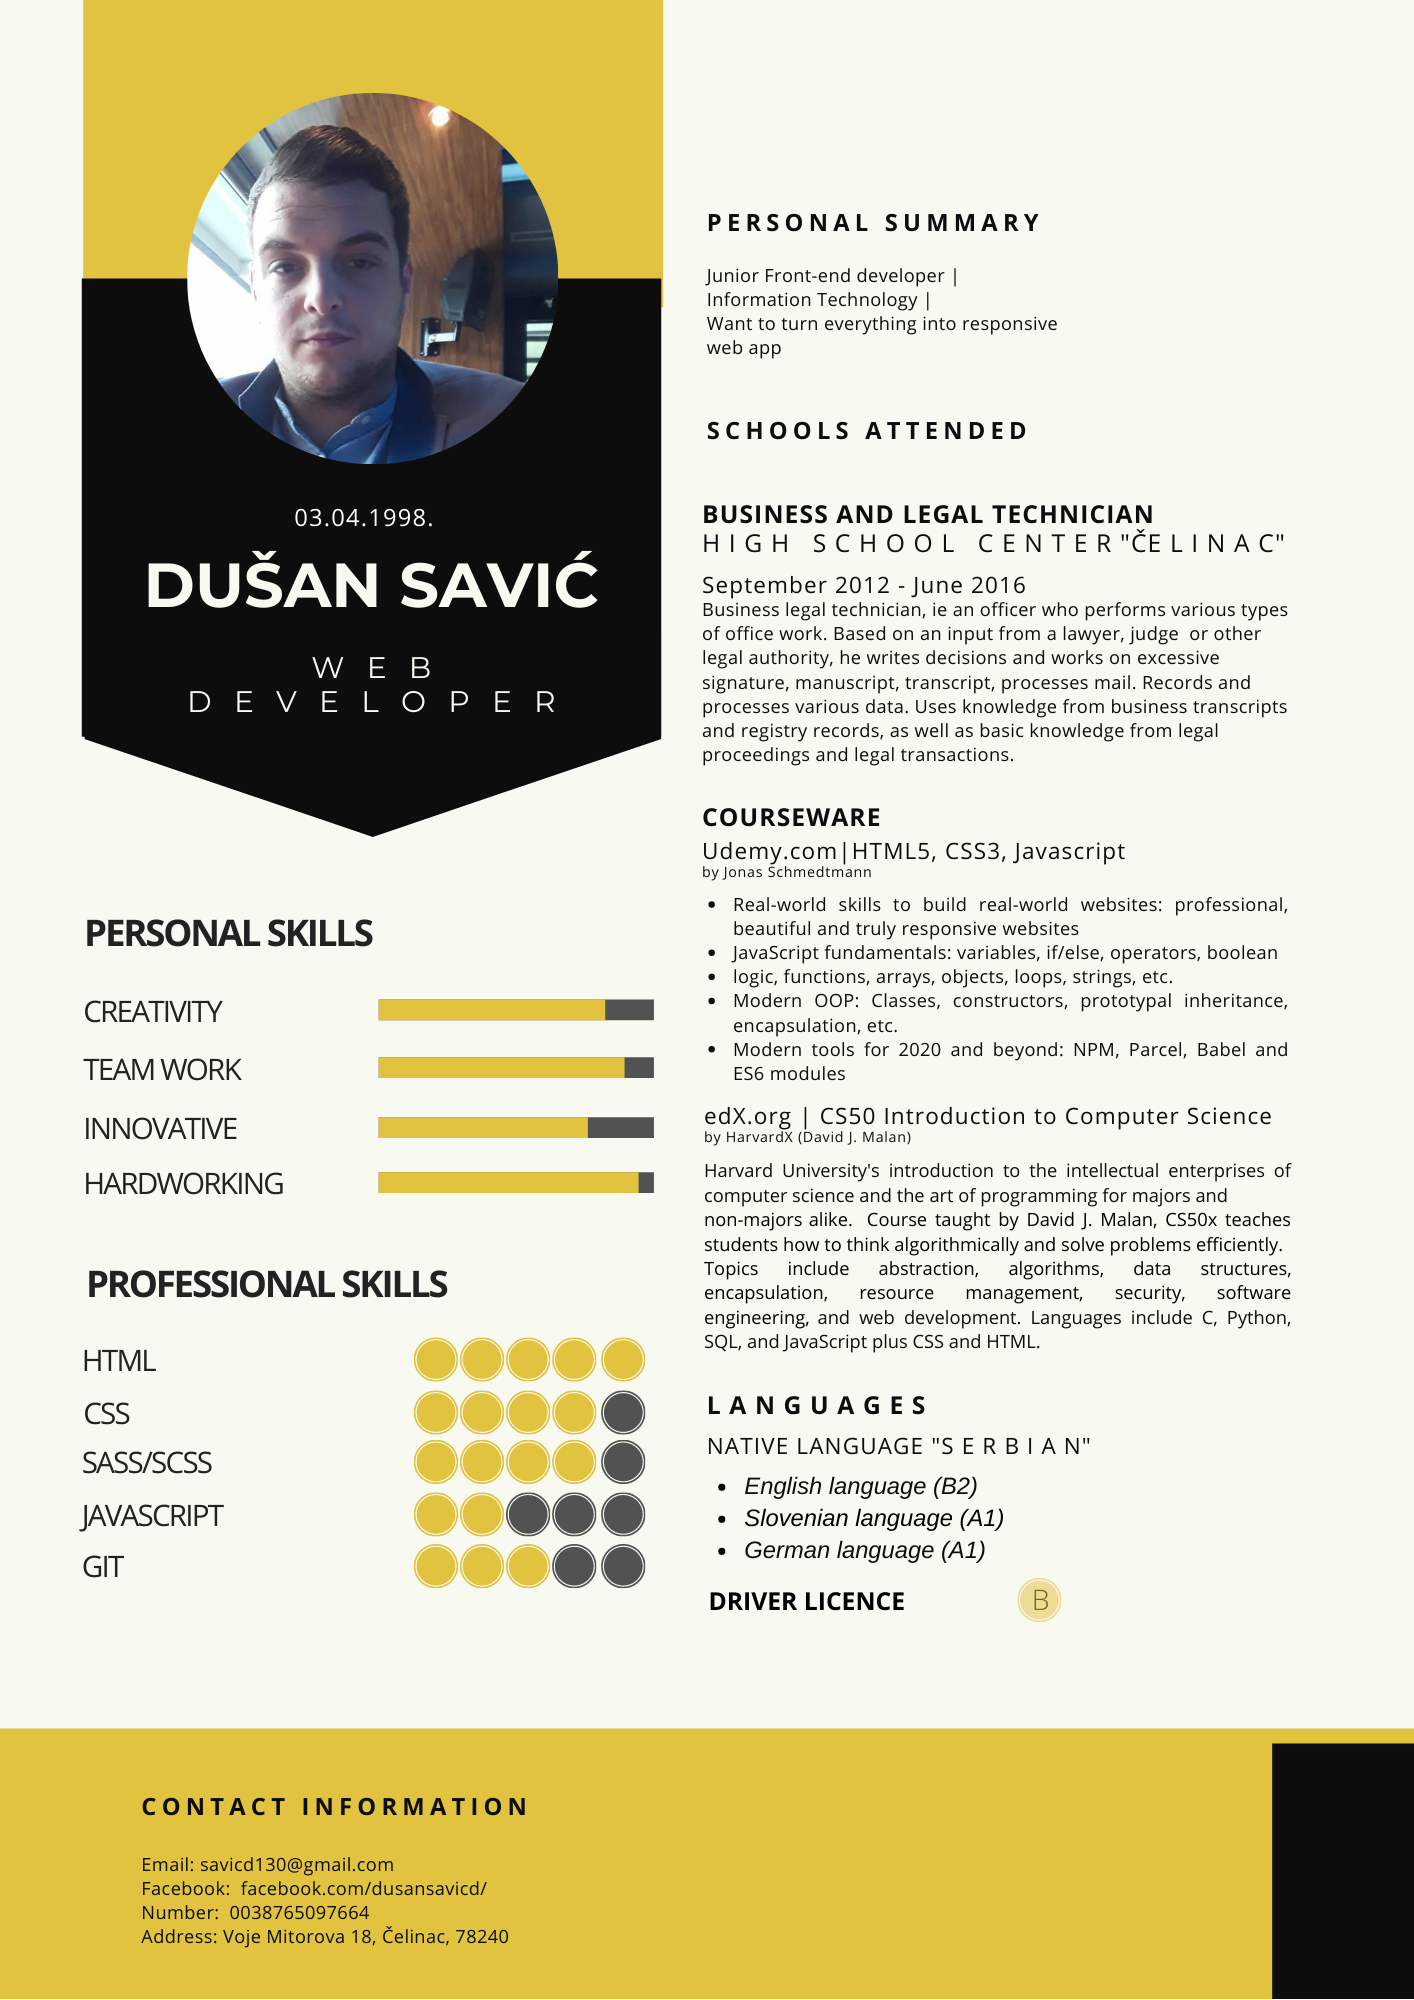 03.04.1998.
DUŠAN SAVIĆ
WEB
DEVELOPER
PERSONAL SKILLS
CREATIVITY
TEAM WORK
INNOVATIVE
HARDWORKING
PROFESSIONAL SKILLS
HTML
CSS
SASS/SCSS
JAVASCRIPT
GIT
PERSONAL SUMMARY
Junior Front-end developer |
Information Technology |
Want to turn everything into responsive
web app
SCHOOLS ATTENDED
BUSINESS AND LEGAL TECHNICIAN
HIGH SCHOOL CENTER"ČELINAC"
September 2012 - June 2016
Business legal technician, ie an officer who performs various types
of office work. Based on an input from a lawyer, judge or other
legal authority, he writes decisions and works on excessive
signature, manuscript, transcript, processes mail. Records and
processes various data. Uses knowledge from business transcripts
and registry records, as well as basic knowledge from legal
proceedings and legal transactions.
COURSEWARE
Udemy.com|HTML5, CSS3, Javascript
by Jonas Schmedtmann
• Real-world skills to build real-world websites: professional,
beautiful and truly responsive websites
• JavaScript fundamentals: variables, if/else, operators, boolean
• logic, functions, arrays, objects, loops, strings, etc.
• Modern OOP: Classes, constructors, prototypal inheritance,
encapsulation, etc.
• Modern tools for 2020 and beyond: NPM, Parcel, Babel and
ES6 modules
edX.org | CS50 Introduction to Computer Science
by HarvardX (David J. Malan)
Harvard University's introduction to the intellectual enterprises of
computer science and the art of programming for majors and
non-majors alike. Course taught by David J. Malan, CS50x teaches
students how to think algorithmically and solve problems efficiently.
Topics include abstraction, algorithms, data structures,
encapsulation, resource management, security, software
engineering, and web development. Languages include C, Python,
SQL, and JavaScript plus CSS and HTML.
LANGUAGES
NATIVE LANGUAGE "SERBIAN"
• English language (B2)
• Slovenian language (A1)
• German language (A1)
DRIVER LICENCE B
CONTACT INFORMATION
Email: savicd130@gmail.com
Facebook: facebook.com/dusansavicd/
Number: 0038765097664
Address: Voje Mitorova 18, Čelinac, 78240